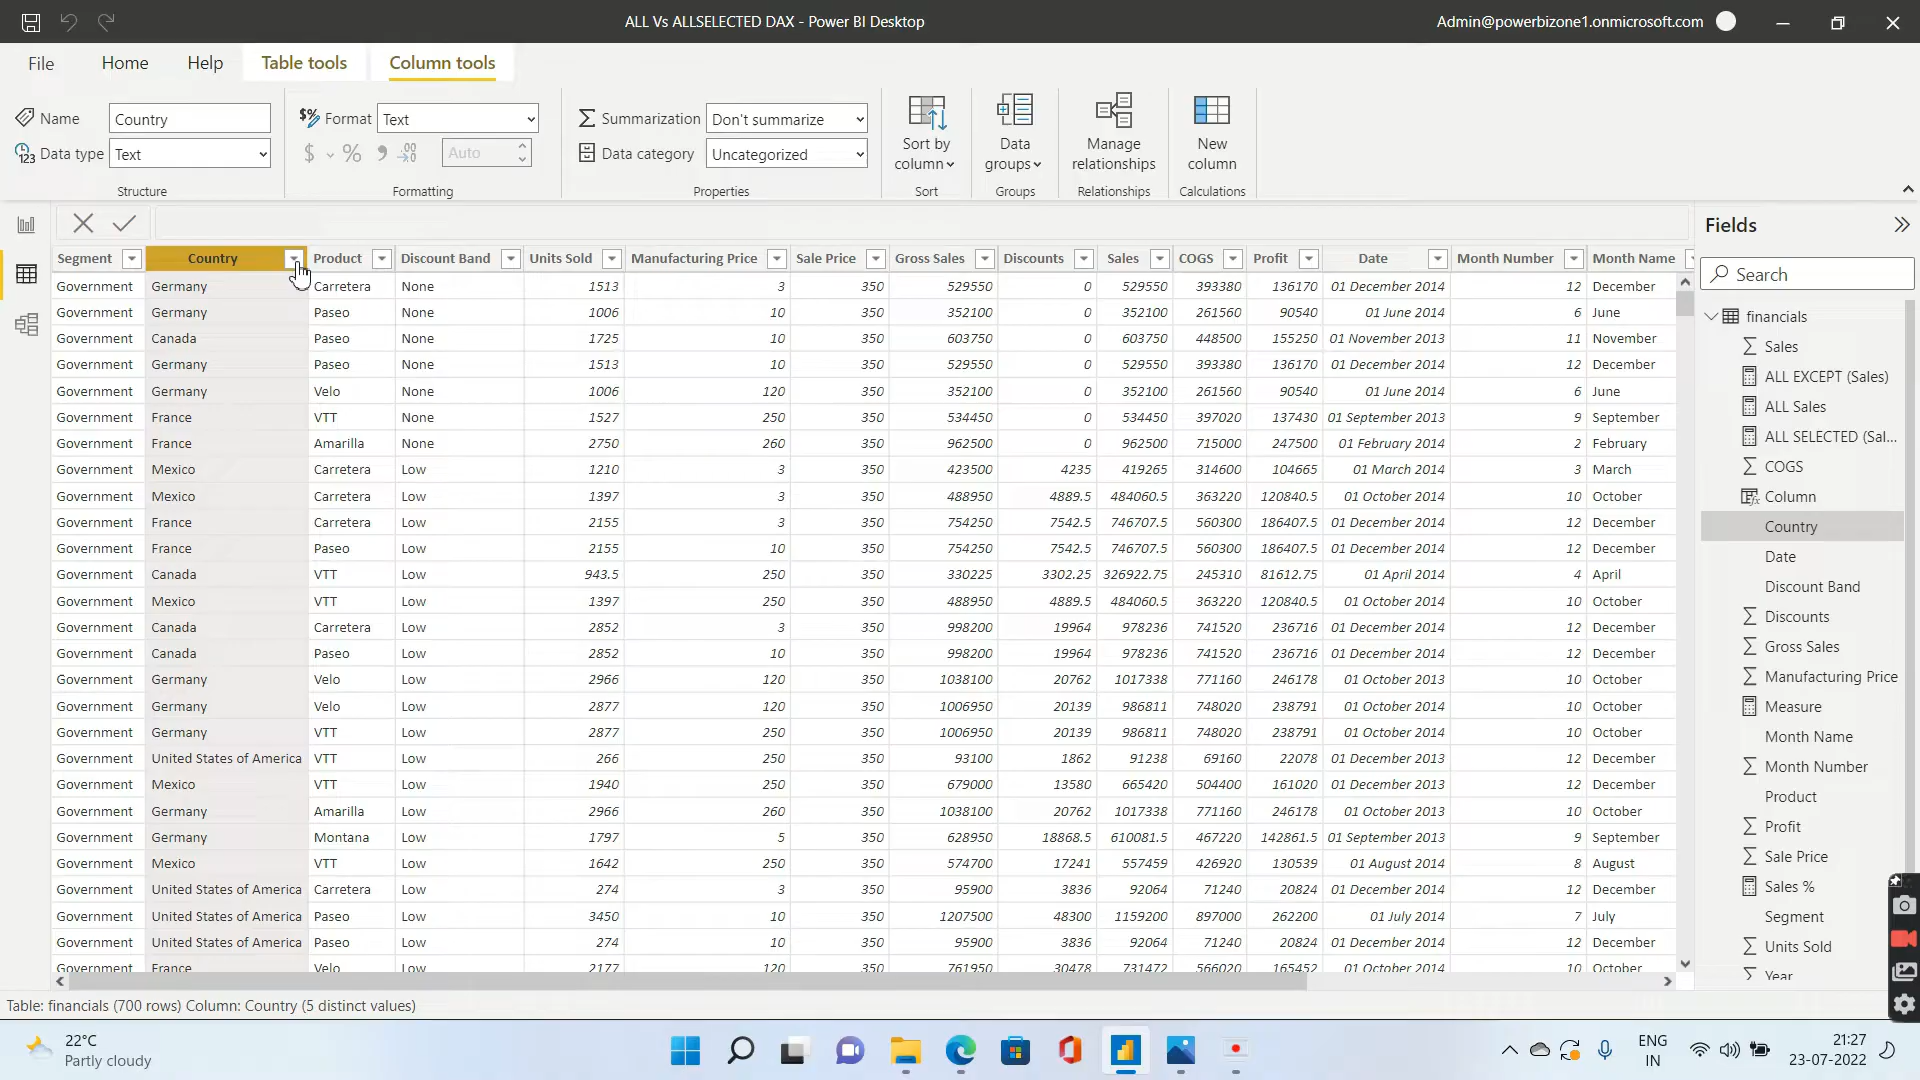 ALL Vs ALLSELECTED DAX - Power BI Desktop
Admin@powerbizone1.onmicrosoft.com
File Home Help Table tools Column tools
Name Country
Data type Text
Structure
Format Text
$ % Auto
Formatting
Summarization Don't summarize
Data category Uncategorized
Properties
Sort by column
Sort
Data groups
Groups
Manage relationships
Relationships
New column
Calculations
Segment Country Product Discount Band Units Sold Manufacturing Price Sale Price Gross Sales Discounts Sales COGS Profit Date Month Number Month Name
Government Germany Carretera None 1513 3 350 529550 0 529550 393380 136170 01 December 2014 12 December
Government Germany Paseo None 1006 10 350 352100 0 352100 261560 90540 01 June 2014 6 June
Government Canada Paseo None 1725 10 350 603750 0 603750 448500 155250 01 November 2013 11 November
Government Germany Paseo None 1513 10 350 529550 0 529550 393380 136170 01 December 2014 12 December
Government Germany Velo None 1006 120 350 352100 0 352100 261560 90540 01 June 2014 6 June
Government France VTT None 1527 250 350 534450 0 534450 397020 137430 01 September 2013 9 September
Government France Amarilla None 2750 260 350 962500 0 962500 715000 247500 01 February 2014 2 February
Government Mexico Carretera Low 1210 3 350 423500 4235 419265 314600 104665 01 March 2014 3 March
Government Mexico Carretera Low 1397 3 350 488950 4889.5 484060.5 363220 120840.5 01 October 2014 10 October
Government France Carretera Low 2155 3 350 754250 7542.5 746707.5 560300 186407.5 01 December 2014 12 December
Government France Paseo Low 2155 10 350 754250 7542.5 746707.5 560300 186407.5 01 December 2014 12 December
Government Canada VTT Low 943.5 250 350 330225 3302.25 326922.75 245310 81612.75 01 April 2014 4 April
Government Mexico VTT Low 1397 250 350 488950 4889.5 484060.5 363220 120840.5 01 October 2014 10 October
Government Canada Carretera Low 2852 3 350 998200 19964 978236 741520 236716 01 December 2014 12 December
Government Canada Paseo Low 2852 10 350 998200 19964 978236 741520 236716 01 December 2014 12 December
Government Germany Velo Low 2966 120 350 1038100 20762 1017338 771160 246178 01 October 2013 10 October
Government Germany Velo Low 2877 120 350 1006950 20139 986811 748020 238791 01 October 2014 10 October
Government Germany VTT Low 2877 250 350 1006950 20139 986811 748020 238791 01 October 2014 10 October
Government United States of America VTT Low 266 250 350 93100 1862 91238 69160 22078 01 December 2013 12 December
Government Mexico VTT Low 1940 250 350 679000 13580 665420 504400 161020 01 December 2013 12 December
Government Germany Amarilla Low 2966 260 350 1038100 20762 1017338 771160 246178 01 October 2013 10 October
Government Germany Montana Low 1797 5 350 628950 18868.5 610081.5 467220 142861.5 01 September 2013 9 September
Government Mexico VTT Low 1642 250 350 574700 17241 557459 426920 130539 01 August 2014 8 August
Government United States of America Carretera Low 274 3 350 95900 3836 92064 71240 20824 01 December 2014 12 December
Government United States of America Paseo Low 3450 10 350 1207500 48300 1159200 897000 262200 01 July 2014 7 July
Government United States of America Paseo Low 274 10 350 95900 3836 92064 71240 20824 01 December 2014 12 December
Government France Velo Low 2177 120 350 761950 30478 731472 566020 165452 01 October 2014 10 October
Fields
Search
financials
Sales
ALL EXCEPT (Sales)
ALL Sales
ALL SELECTED (Sal...
COGS
Column
Country
Date
Discount Band
Discounts
Gross Sales
Manufacturing Price
Measure
Month Name
Month Number
Product
Profit
Sale Price
Sales %
Segment
Units Sold
Year
Table: financials (700 rows) Column: Country (5 distinct values)
22°C
Partly cloudy
ENG
IN
21:27
23-07-2022